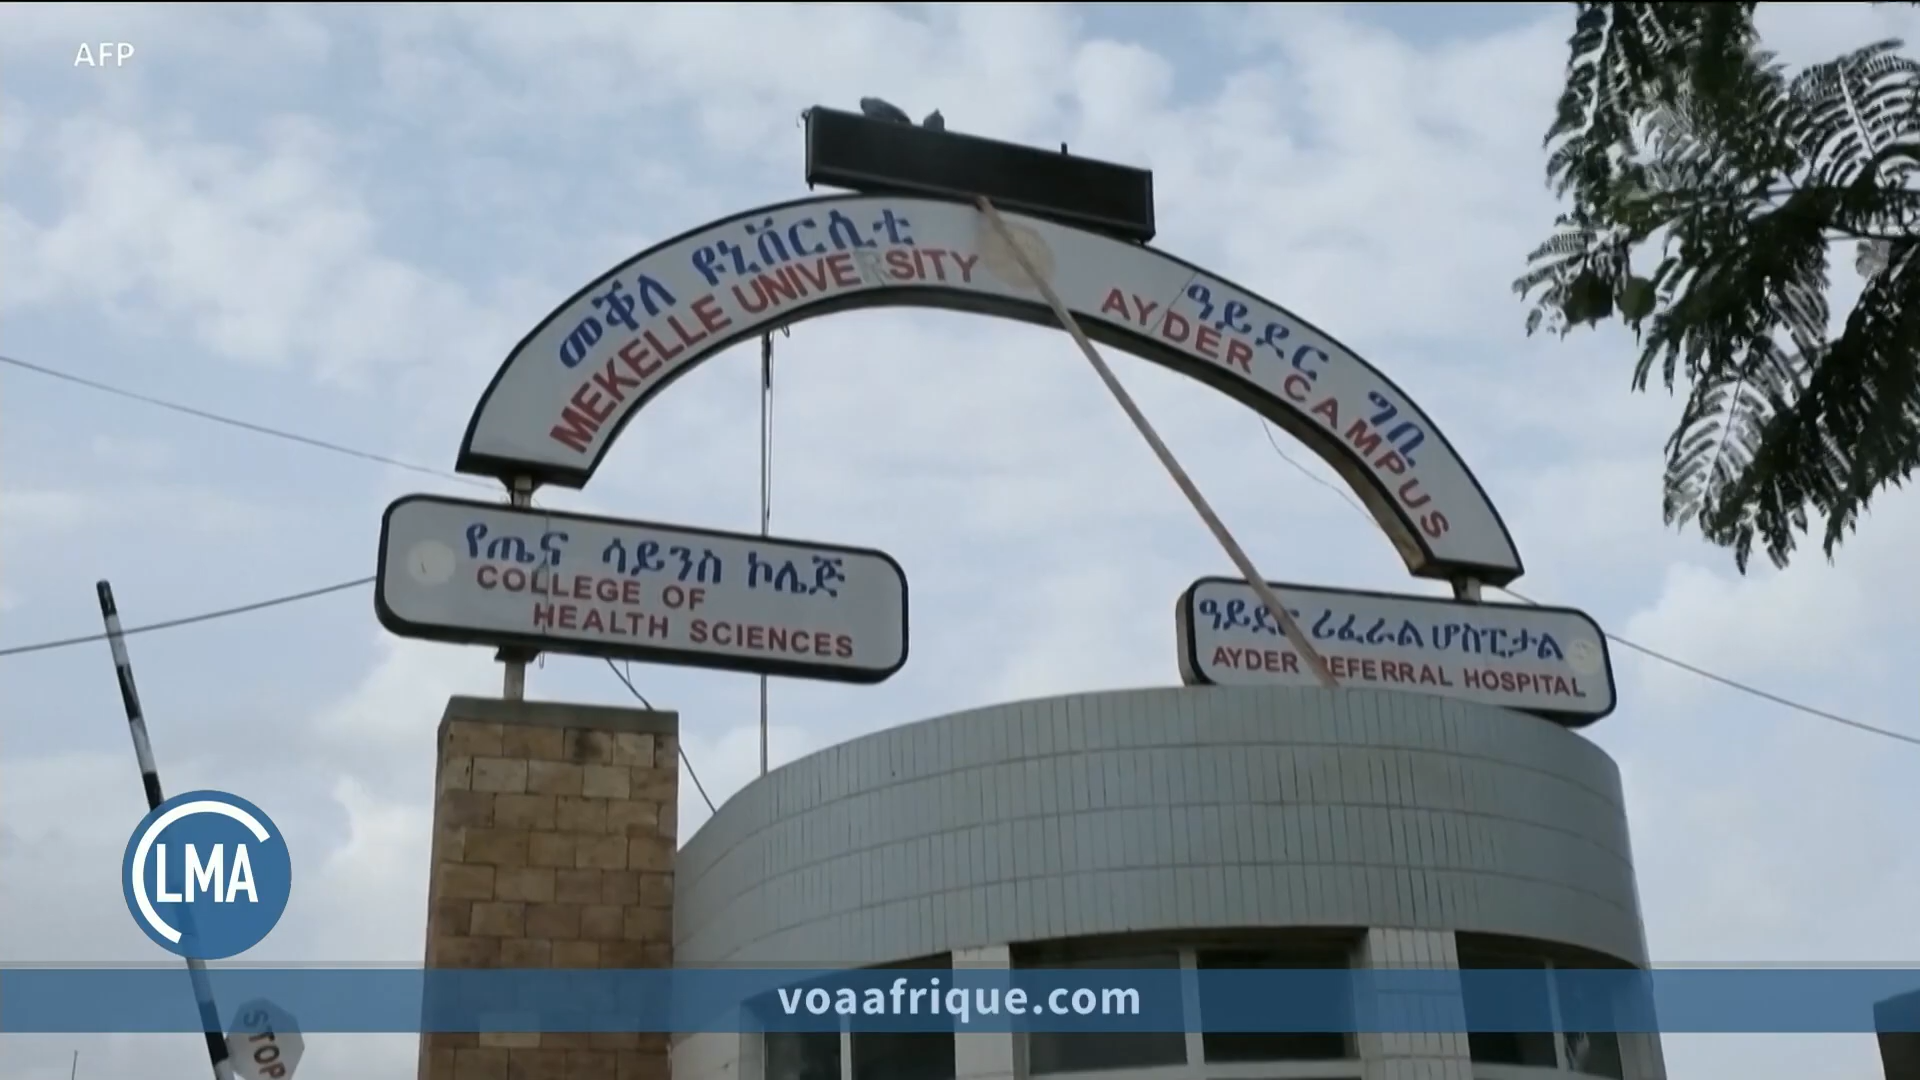 AFP
መቐለ ዩኒቨርሲቲ
MEKELLE UNIVERSITY
ዓይደር ግቢ
AYDER CAMPUS
የጤና ሳይንስ ኮሌጅ
COLLEGE OF
HEALTH SCIENCES
ዓይደር ሪፈራል ሆስፒታል
AYDER REFERRAL HOSPITAL
LMA
voaafrique.com
STOP